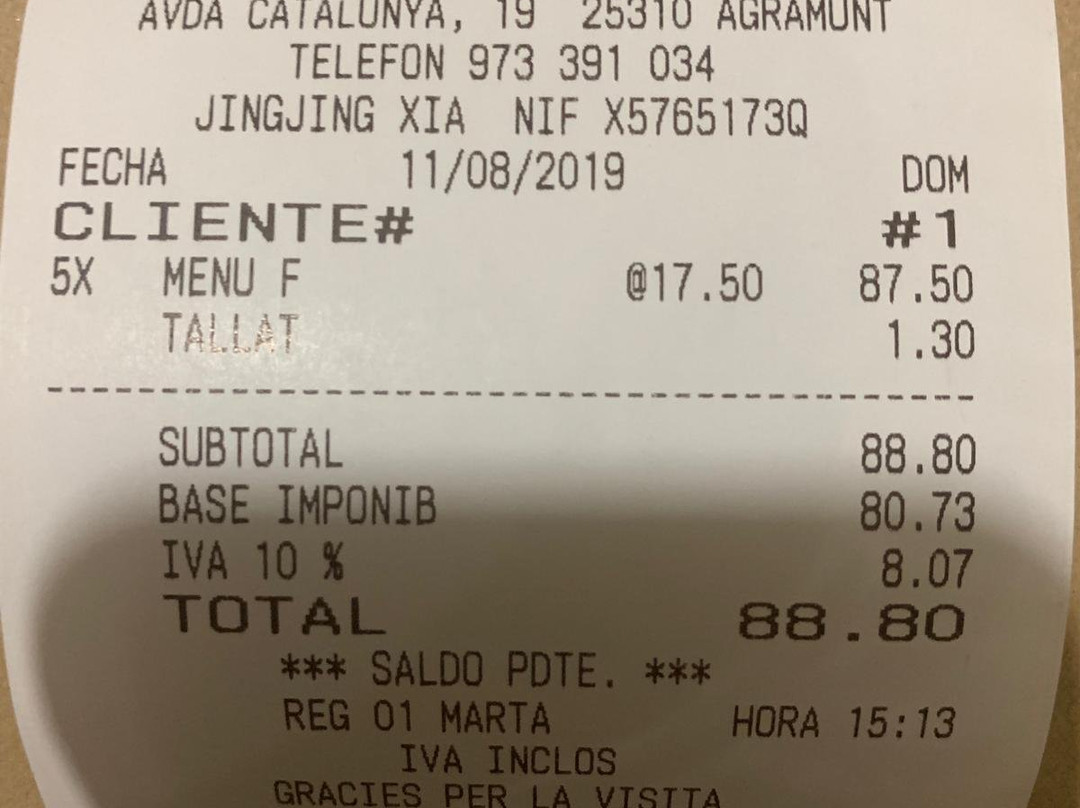 AVDA CATALUNYA, 19 25310 AGRAMUNT
TELEFON 973 391 034
JINGJING XIA NIF X5765173Q
FECHA 11/08/2019 DOM
CLIENTE# #1
5X MENU F @17.50 87.50
TALLAT 1.30
SUBTOTAL 88.80
BASE IMPONIB 80.73
IVA 10 % 8.07
TOTAL 88.80
*** SALDO PDTE. ***
REG 01 MARTA HORA 15:13
IVA INCLOS
GRACIES PER LA VISITA